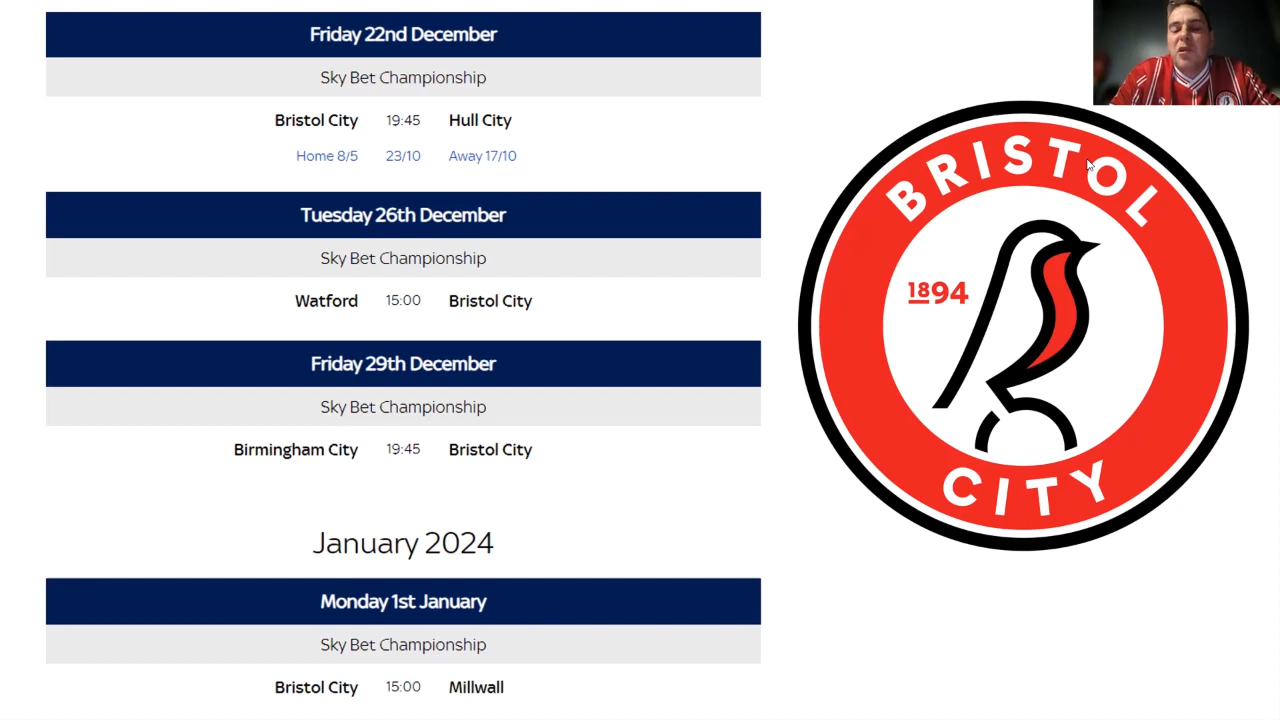 Friday 22nd December
Sky Bet Championship
Bristol City 19:45 Hull City
Home 8/5 23/10 Away 17/10
Tuesday 26th December
Sky Bet Championship
Watford 15:00 Bristol City
Friday 29th December
Sky Bet Championship
Birmingham City 19:45 Bristol City
January 2024
Monday 1st January
Sky Bet Championship
Bristol City 15:00 Millwall
BRISTOL
1894
CITY